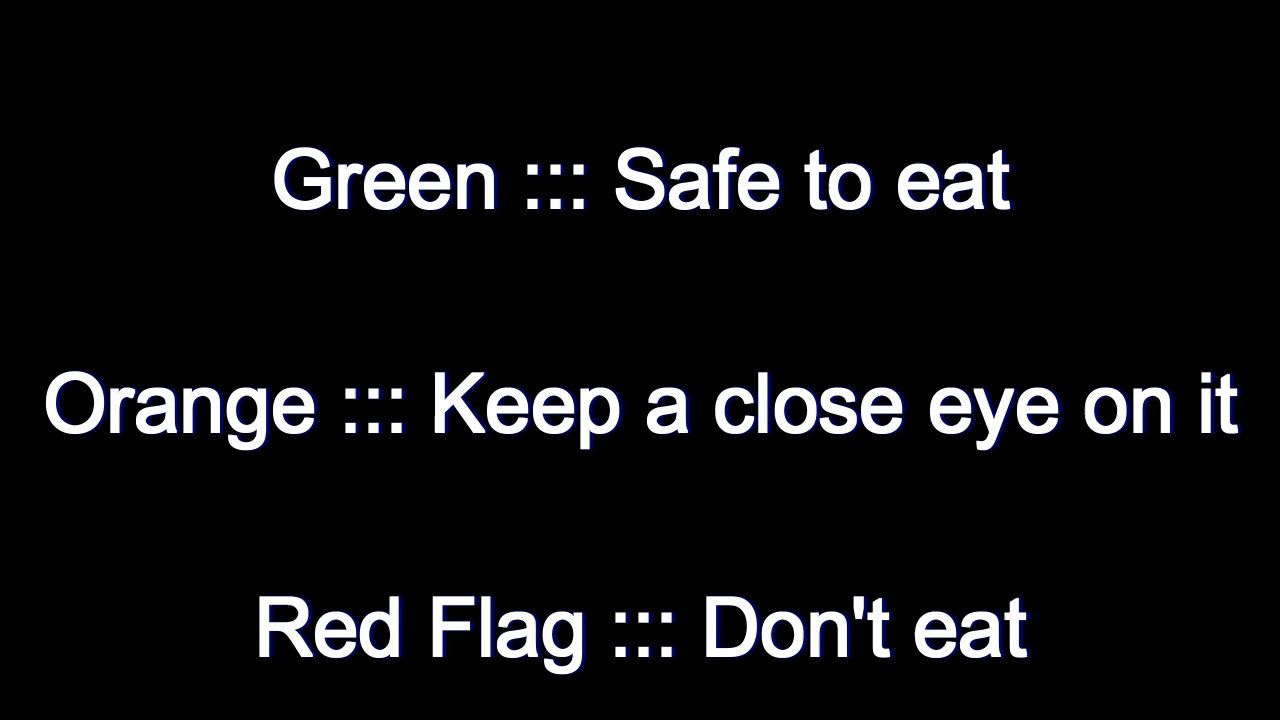 Green ::: Safe to eat
Orange ::: Keep a close eye on it
Red Flag ::: Don't eat